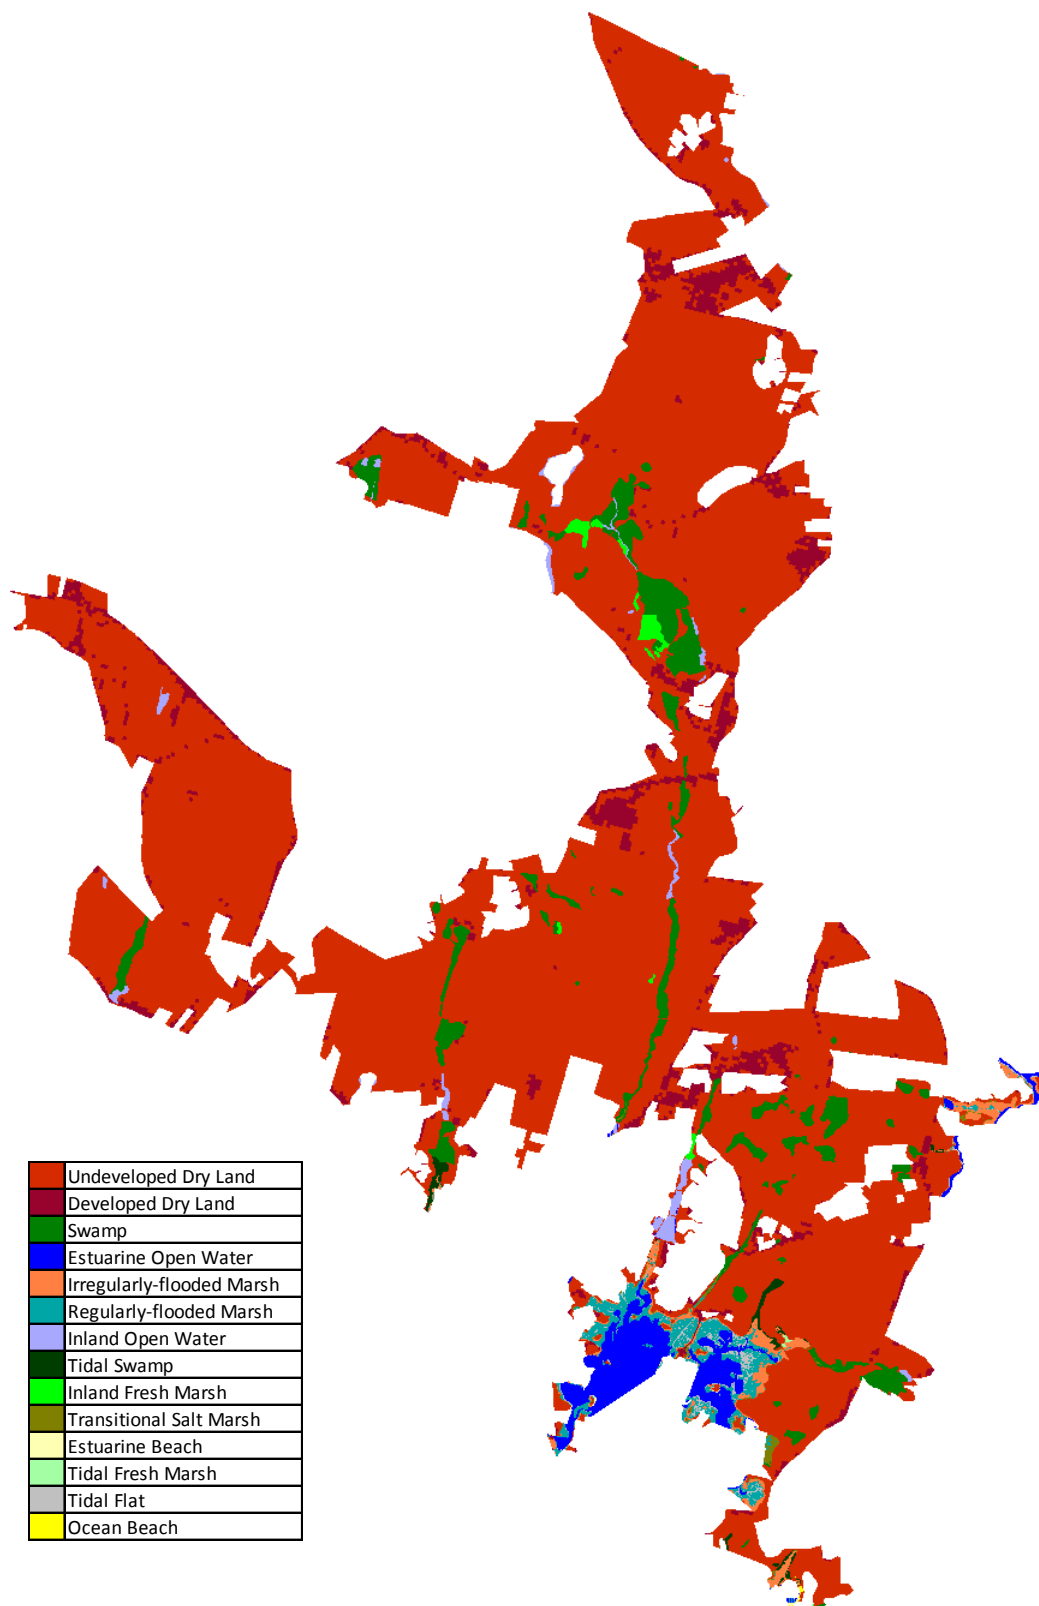 Undeveloped Dry Land
Developed Dry Land
Swamp
Estuarine Open Water
Irregularly-flooded Marsh
Regularly-flooded Marsh
Inland Open Water
Tidal Swamp
Inland Fresh Marsh
Transitional Salt Marsh
Estuarine Beach
Tidal Fresh Marsh
Tidal Flat
Ocean Beach